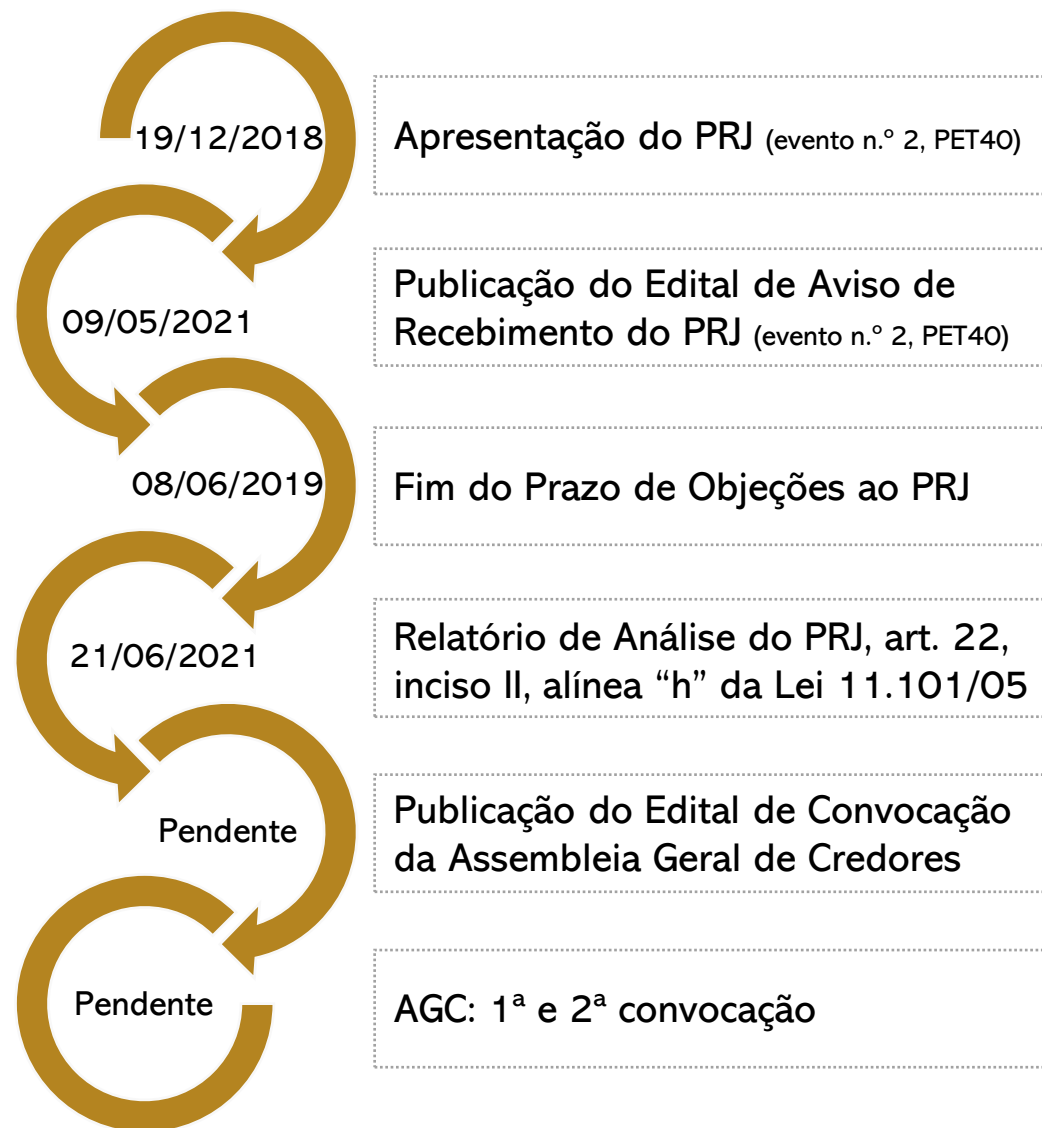 19/12/2018
Apresentação do PRJ (evento n.º 2, PET40)
09/05/2021
Publicação do Edital de Aviso de
Recebimento do PRJ (evento n.º 2, PET40)
08/06/2019
Fim do Prazo de Objeções ao PRJ
21/06/2021
Relatório de Análise do PRJ, art. 22,
inciso II, alínea “h” da Lei 11.101/05
Pendente
Publicação do Edital de Convocação
da Assembleia Geral de Credores
Pendente
AGC: 1ª e 2ª convocação